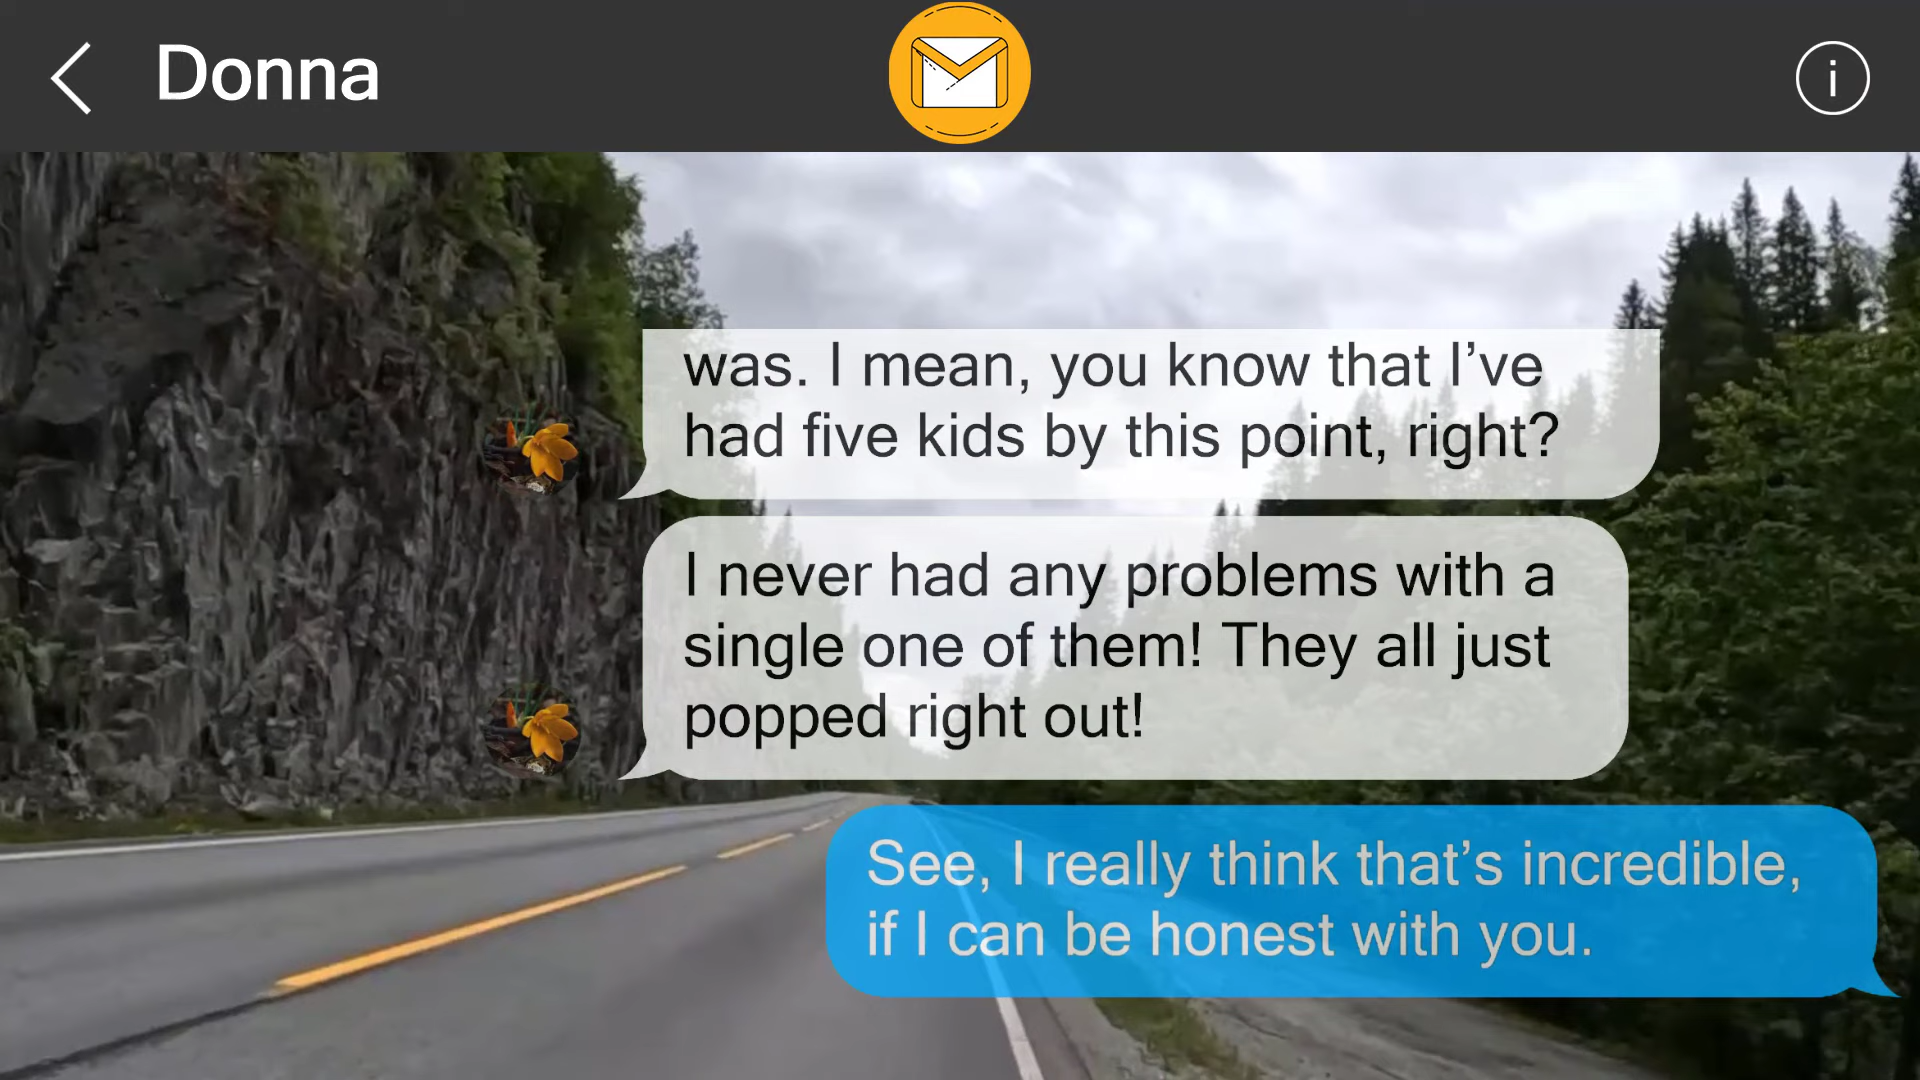 Donna
was. I mean, you know that I’ve
had five kids by this point, right?
I never had any problems with a
single one of them! They all just
popped right out!
See, I really think that’s incredible,
if I can be honest with you.